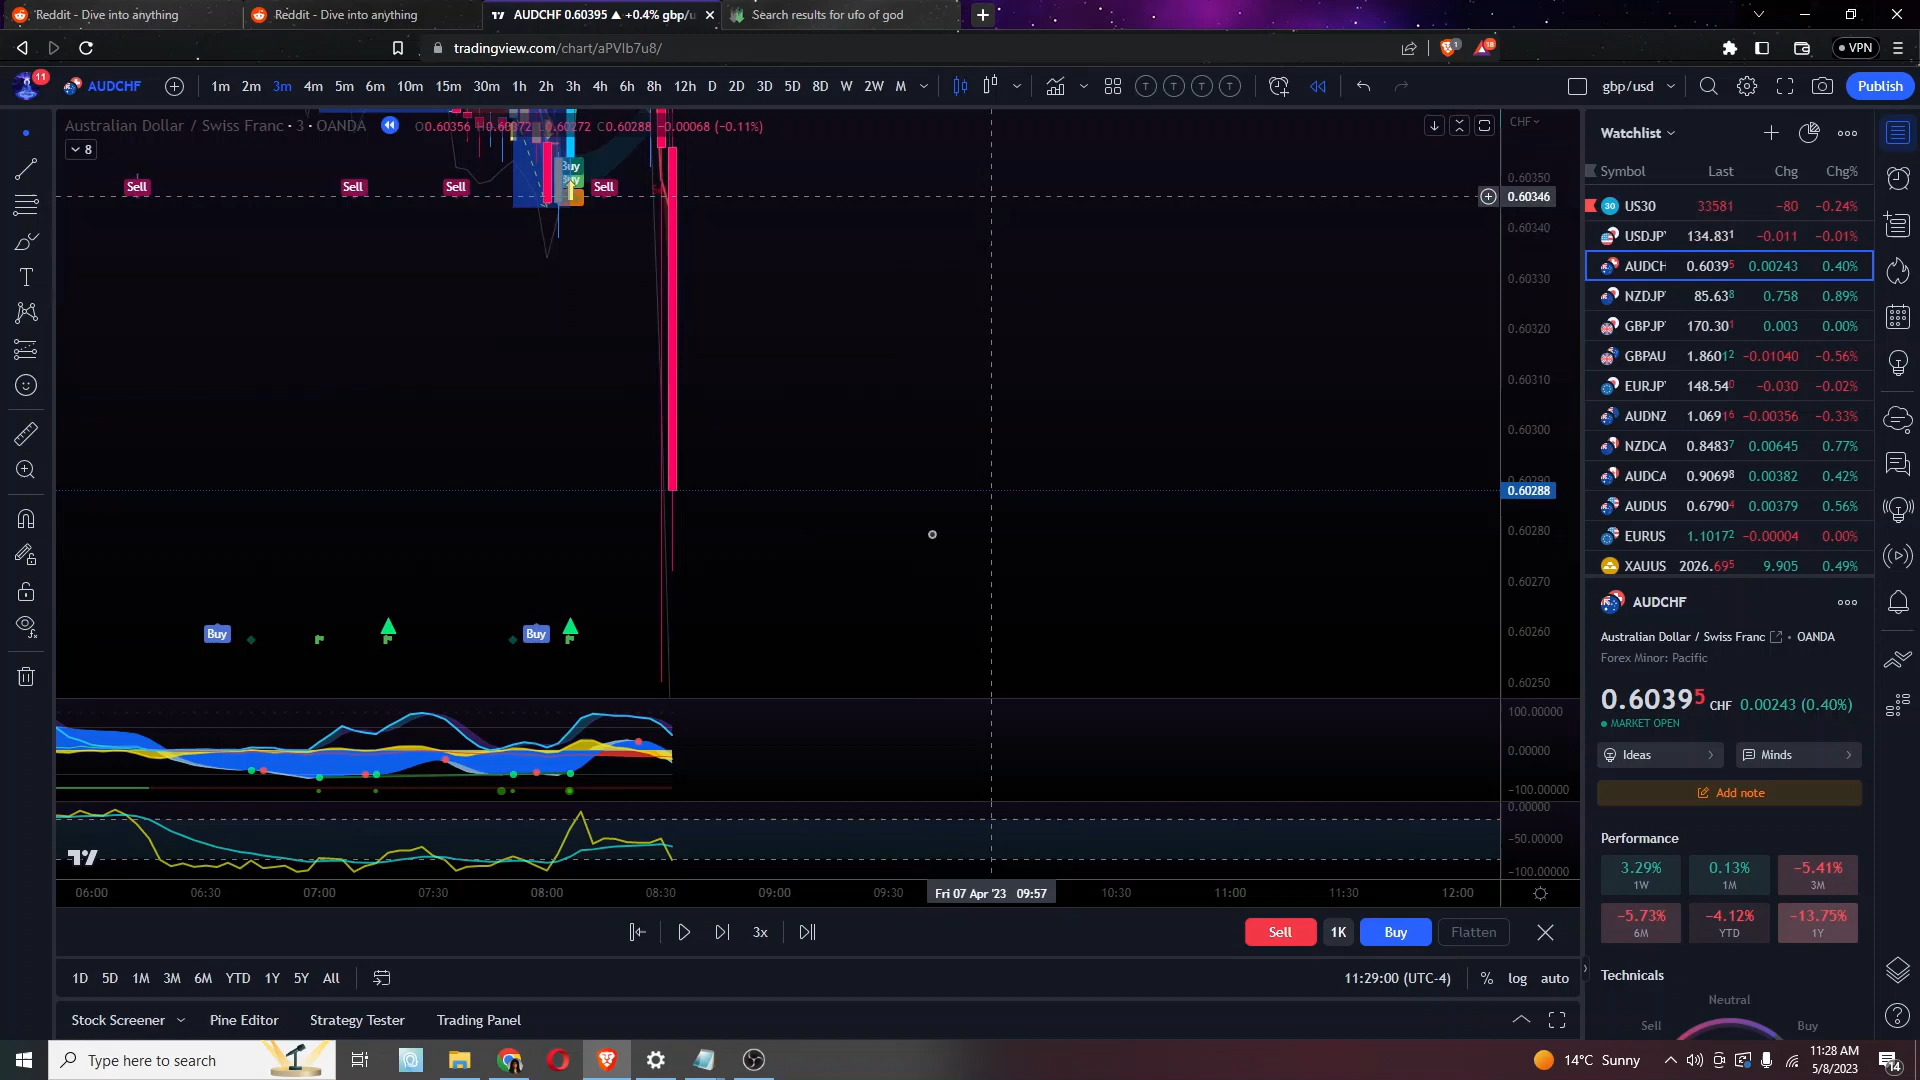 Reddit - Dive into anything
Reddit - Dive into anything
AUDCHF 0.60395 ▲ +0.4% gbp/u
Search results for ufo of god
tradingview.com/chart/aPVIb7u8/
VPN
11
AUDCHF
1m 2m 3m 4m 5m 6m 10m 15m 30m 1h 2h 3h 4h 6h 8h 12h D 2D 3D 5D 8D W 2W M
T T T T
gbp/usd
Publish
Australian Dollar / Swiss Franc · 3 · OANDA
O0.60356 H0.60372 L0.60272 C0.60288 −0.00068 (−0.11%)
8
CHF
Sell
Sell
Sell
Buy
Buy
Sell
0.60350
0.60346
0.60340
0.60330
0.60320
0.60310
0.60300
0.60288
0.60280
0.60270
0.60260
0.60250
Buy
Buy
100.00000
0.00000
−100.00000
0.00000
−50.00000
−100.00000
06:00 06:30 07:00 07:30 08:00 08:30 09:00 09:30 Fri 07 Apr '23 09:57 10:30 11:00 11:30 12:00
3x
Sell 1K Buy Flatten
1D 5D 1M 3M 6M YTD 1Y 5Y All
11:29:00 (UTC-4) % log auto
Stock Screener Pine Editor Strategy Tester Trading Panel
Watchlist
Symbol Last Chg Chg%
30 US30 33581 −80 −0.24%
USDJP 134.831 −0.011 −0.01%
AUDCH 0.60395 0.00243 0.40%
NZDJP 85.638 0.758 0.89%
GBPJP 170.301 0.003 0.00%
GBPAU 1.86012 −0.01040 −0.56%
EURJP 148.540 −0.030 −0.02%
AUDNZ 1.06916 −0.00356 −0.33%
NZDCA 0.84837 0.00645 0.77%
AUDCA 0.90698 0.00382 0.42%
AUDUS 0.67904 0.00379 0.56%
EURUS 1.10172 −0.00004 0.00%
XAUUS 2026.695 9.905 0.49%
AUDCHF
Australian Dollar / Swiss Franc • OANDA
Forex Minor: Pacific
0.60395 CHF 0.00243 (0.40%)
MARKET OPEN
Ideas
Minds
Add note
Performance
3.29% 0.13% −5.41%
1W 1M 3M
−5.73% −4.12% −13.75%
6M YTD 1Y
Technicals
Neutral
Sell Buy
Type here to search
14°C Sunny
11:28 AM
5/8/2023
14